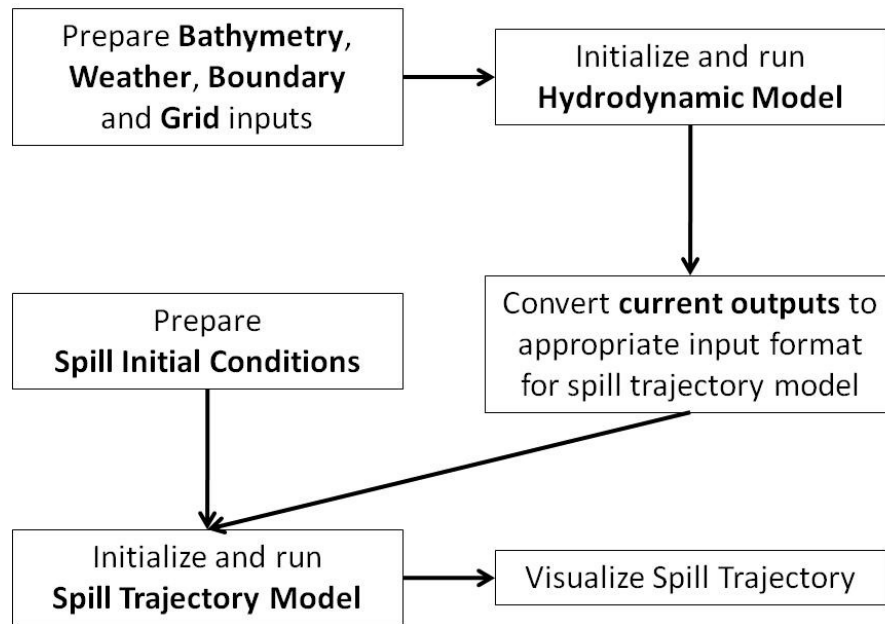 Prepare Bathymetry,
Weather, Boundary
and Grid inputs
Initialize and run
Hydrodynamic Model
Convert current outputs to
appropriate input format
for spill trajectory model
Prepare
Spill Initial Conditions
Initialize and run
Spill Trajectory Model
Visualize Spill Trajectory